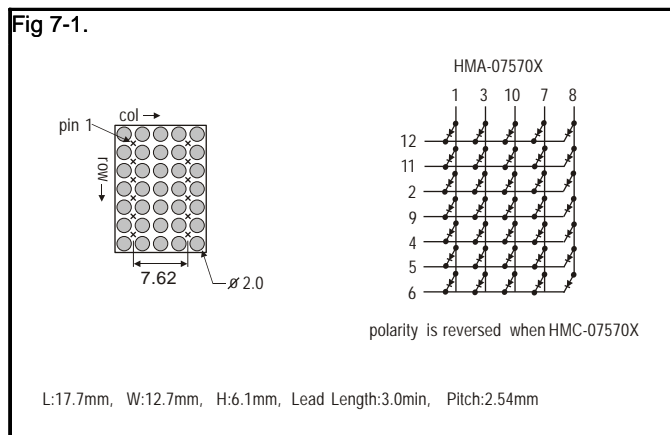 Fig 7-1.
col
pin 1
row
7.62
ø 2.0
HMA-07570X
1 3 10 7 8
12
11
2
9
4
5
6
polarity is reversed when HMC-07570X
L:17.7mm, W:12.7mm, H:6.1mm, Lead Length:3.0min, Pitch:2.54mm